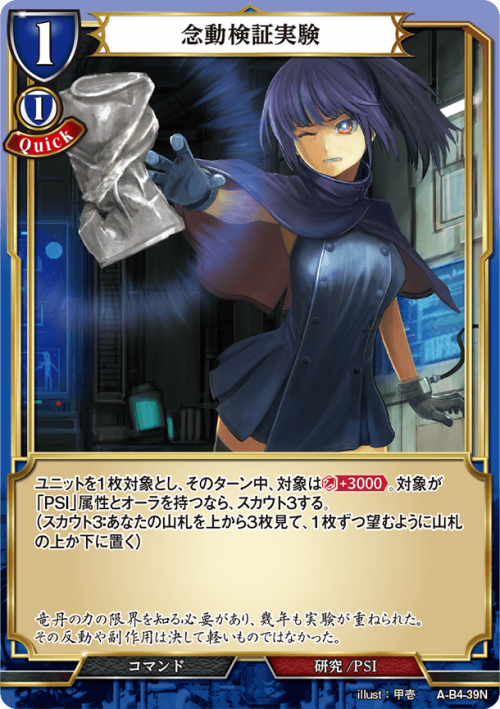 1
念動検証実験
1
Quick
ユニットを1枚対象とし、そのターン中、対象は+3000。対象が
「PSI」属性とオーラを持つなら、スカウト3する。
(スカウト3:あなたの山札を上から3枚見て、1枚ずつ望むように山札
の上か下に置く)
竜丹の力の限界を知る必要があり、幾年も実験が重ねられた。
その反動や副作用は決して軽いものではなかった。
コマンド
研究/PSI
illust：甲壱
A-B4-39N